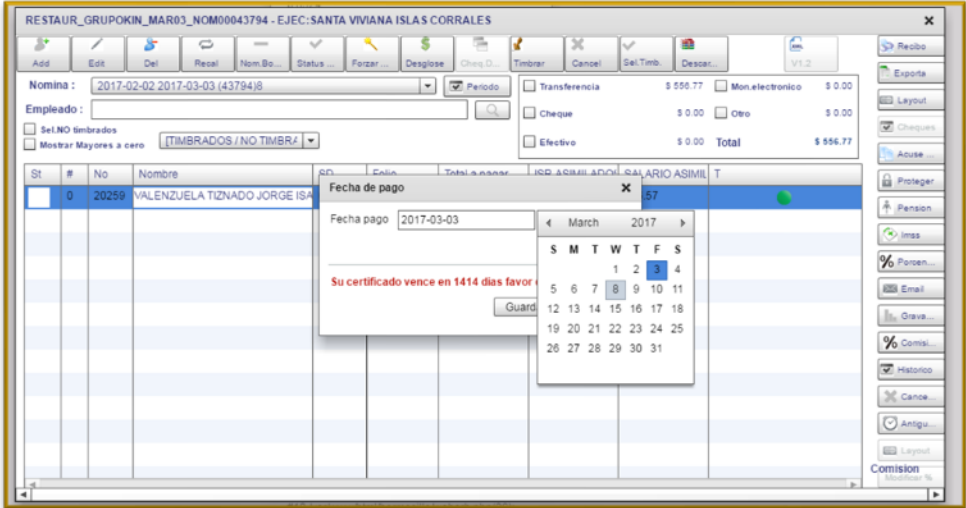 RESTAUR_GRUPOKIN_MAR03_NOM00043794 - EJEC:SANTA VIVIANA ISLAS CORRALES
Add Edit Del Recal Nom.Bo... Status ... Forzar ... Desglose Cheq.D... Timbrar Cancel Sel.Timb. Descar... V1.2
Nomina : 2017-02-02 2017-03-03 (43794)8 Periodo
Empleado :
Sel.NO timbrados
Mostrar Mayores a cero [TIMBRADOS / NO TIMBRA
Transferencia $ 556.77 Mon.electronico $ 0.00
Cheque $ 0.00 Otro $ 0.00
Efectivo $ 0.00 Total $ 556.77
St # No Nombre SD Folio Total a pagar ISR ASIMILADO SALARIO ASIMIL T
0 20259 VALENZUELA TIZNADO JORGE ISA .57
Fecha de pago
Fecha pago 2017-03-03
Su certificado vence en 1414 dias favor
Guard
March 2017
S M T W T F S
1 2 3 4
5 6 7 8 9 10 11
12 13 14 15 16 17 18
19 20 21 22 23 24 25
26 27 28 29 30 31
Recibo
Exporta
Layout
Cheques
Acuse ...
Proteger
Pension
Imss
Porcen...
Email
Grava...
Comisi...
Historico
Cance...
Antigu...
Layout
Comision
Modificar %